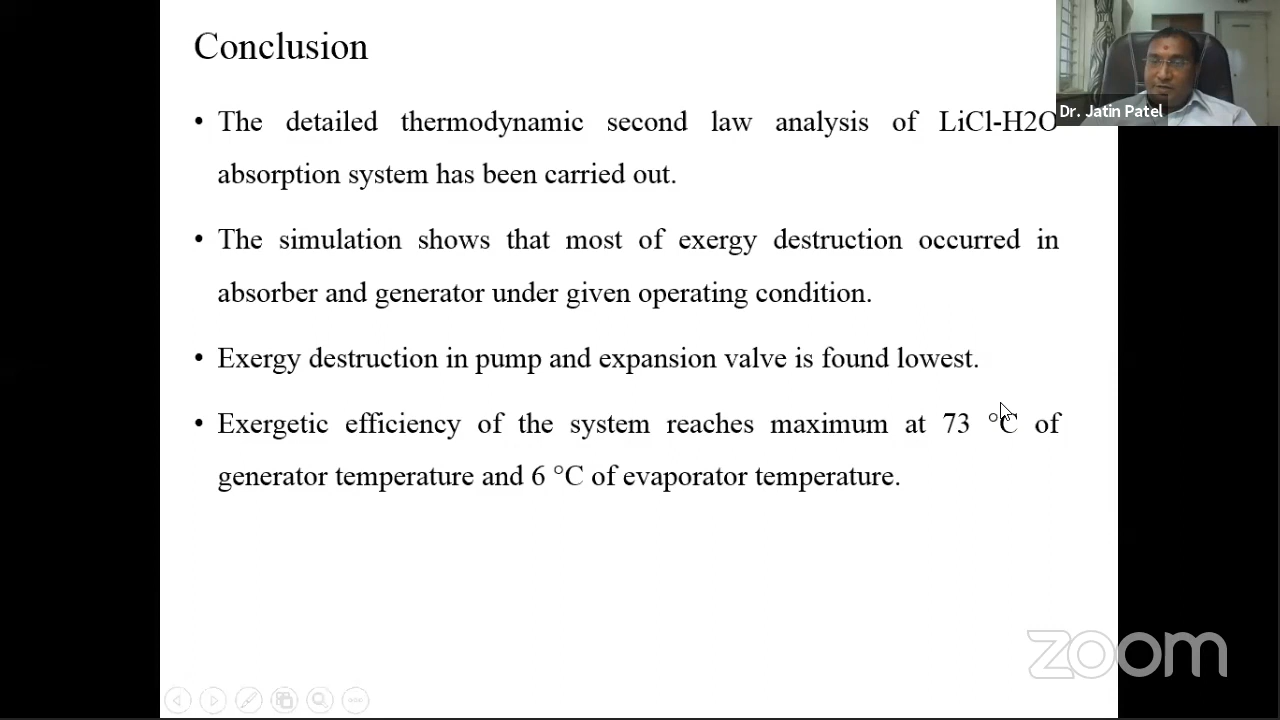 Conclusion
Dr. Jatin Patel
• The detailed thermodynamic second law analysis of LiCl-H2O
absorption system has been carried out.
• The simulation shows that most of exergy destruction occurred in
absorber and generator under given operating condition.
• Exergy destruction in pump and expansion valve is found lowest.
• Exergetic efficiency of the system reaches maximum at 73 °C of
generator temperature and 6 °C of evaporator temperature.
zoom